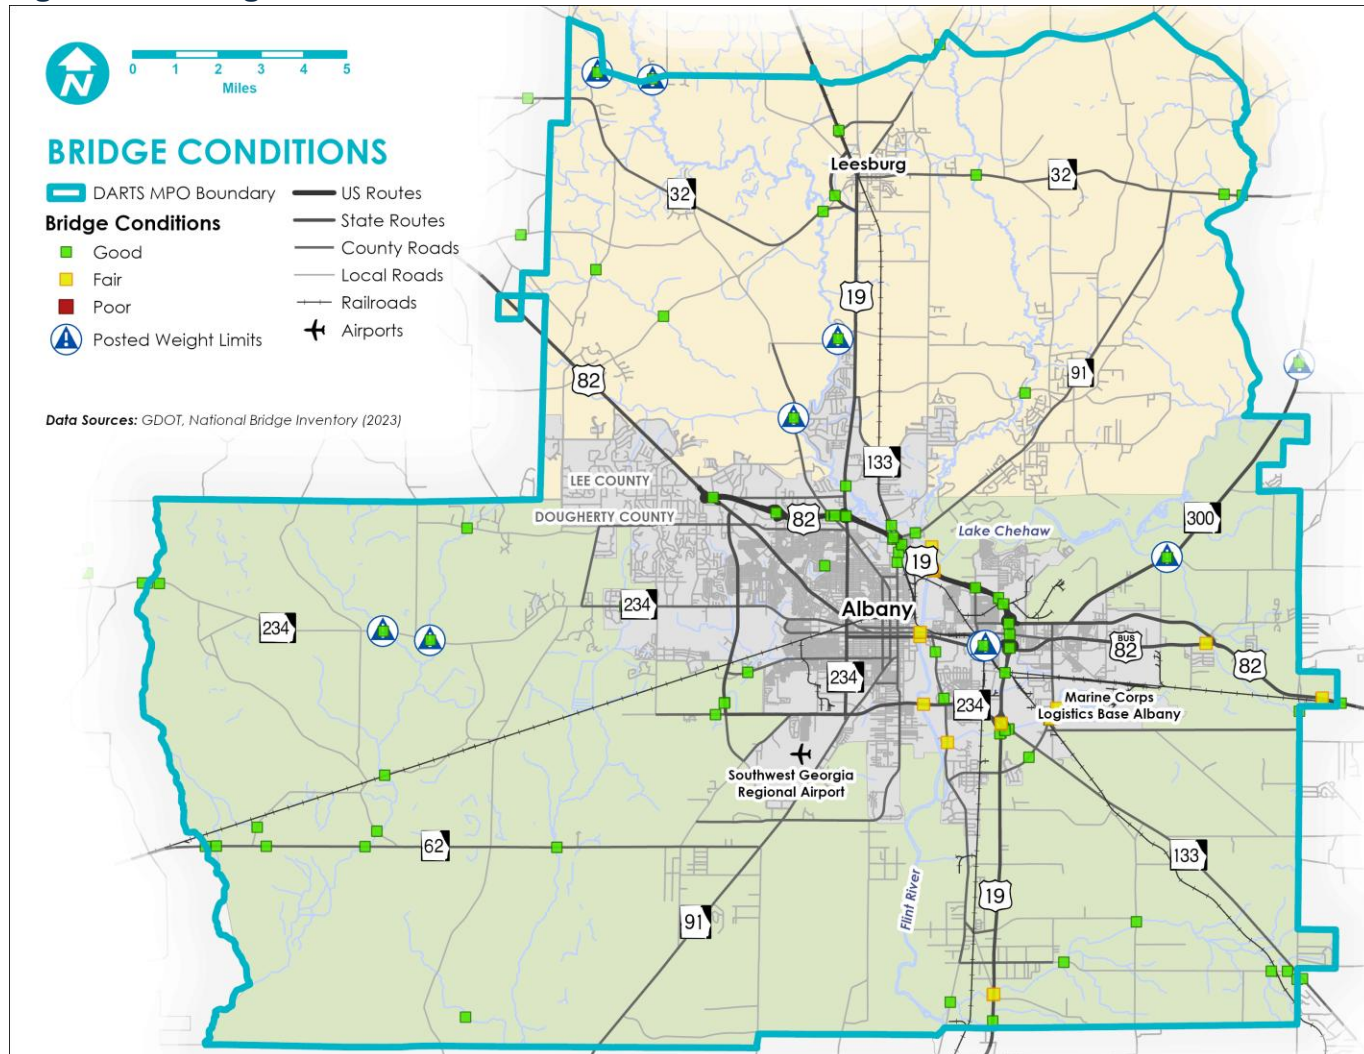 0 1 2 3 4 5
Miles
N
BRIDGE CONDITIONS
DARTS MPO Boundary
Bridge Conditions
Good
Fair
Poor
Posted Weight Limits
US Routes
State Routes
County Roads
Local Roads
Railroads
Airports
Data Sources: GDOT, National Bridge Inventory (2023)
Leesburg
32
32
19
82
91
133
LEE COUNTY
DOUGHERTY COUNTY
82
Lake Chehaw
300
19
234
234
Albany
BUS
82
82
234
234
Marine Corps
Logistics Base Albany
Southwest Georgia
Regional Airport
62
133
19
Flint River
91